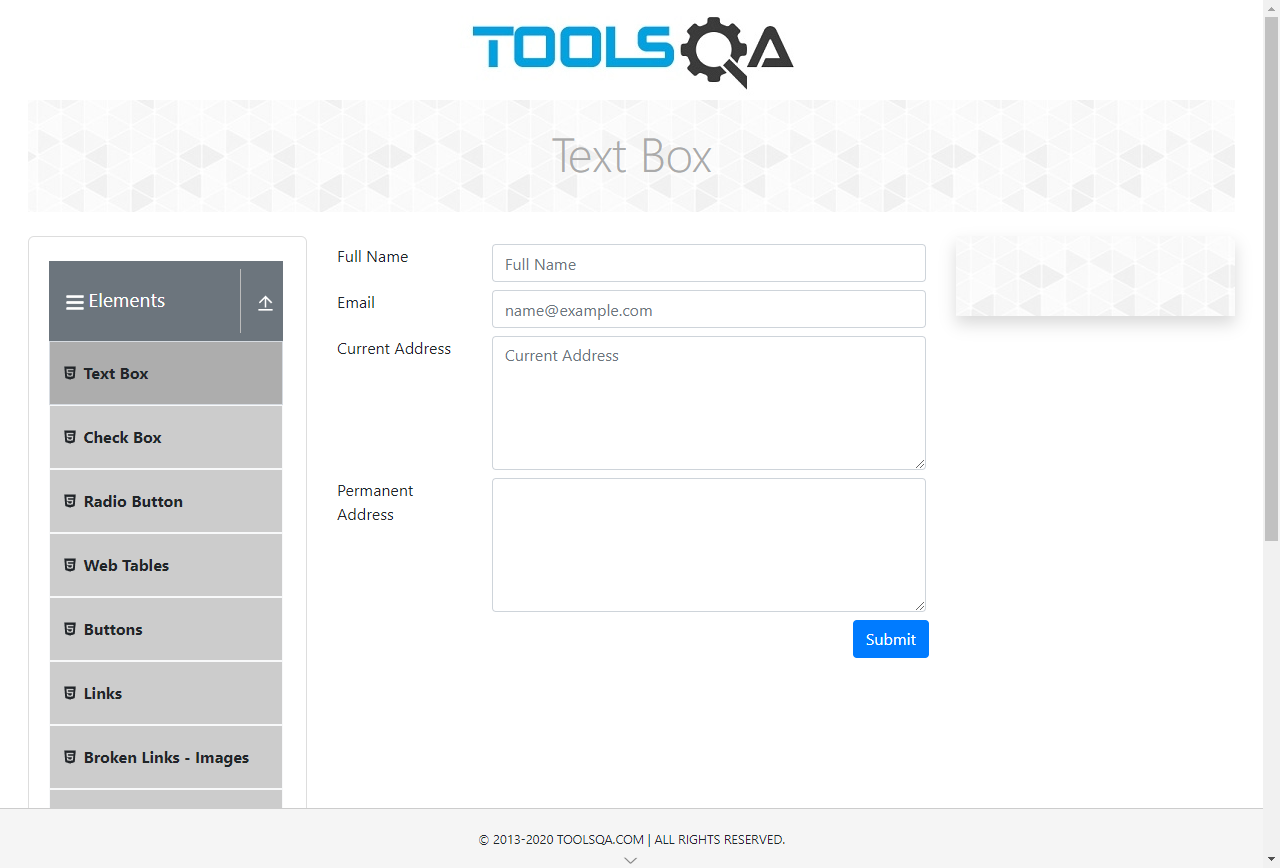 TOOLSQA
Text Box
Elements
Text Box
Check Box
Radio Button
Web Tables
Buttons
Links
Broken Links - Images
Full Name
Full Name
Email
name@example.com
Current Address
Current Address
Permanent
Address
Submit
© 2013-2020 TOOLSQA.COM | ALL RIGHTS RESERVED.